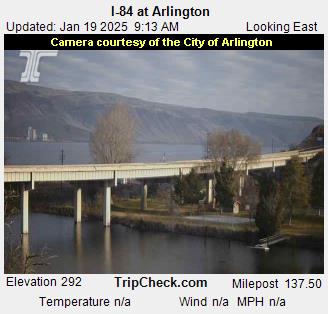 I-84 at Arlington
Updated: Jan 19 2025 9:13 AM Looking East
Camera courtesy of the City of Arlington
Elevation 292 TripCheck.com Milepost 137.50
Temperature n/a Wind n/a MPH n/a